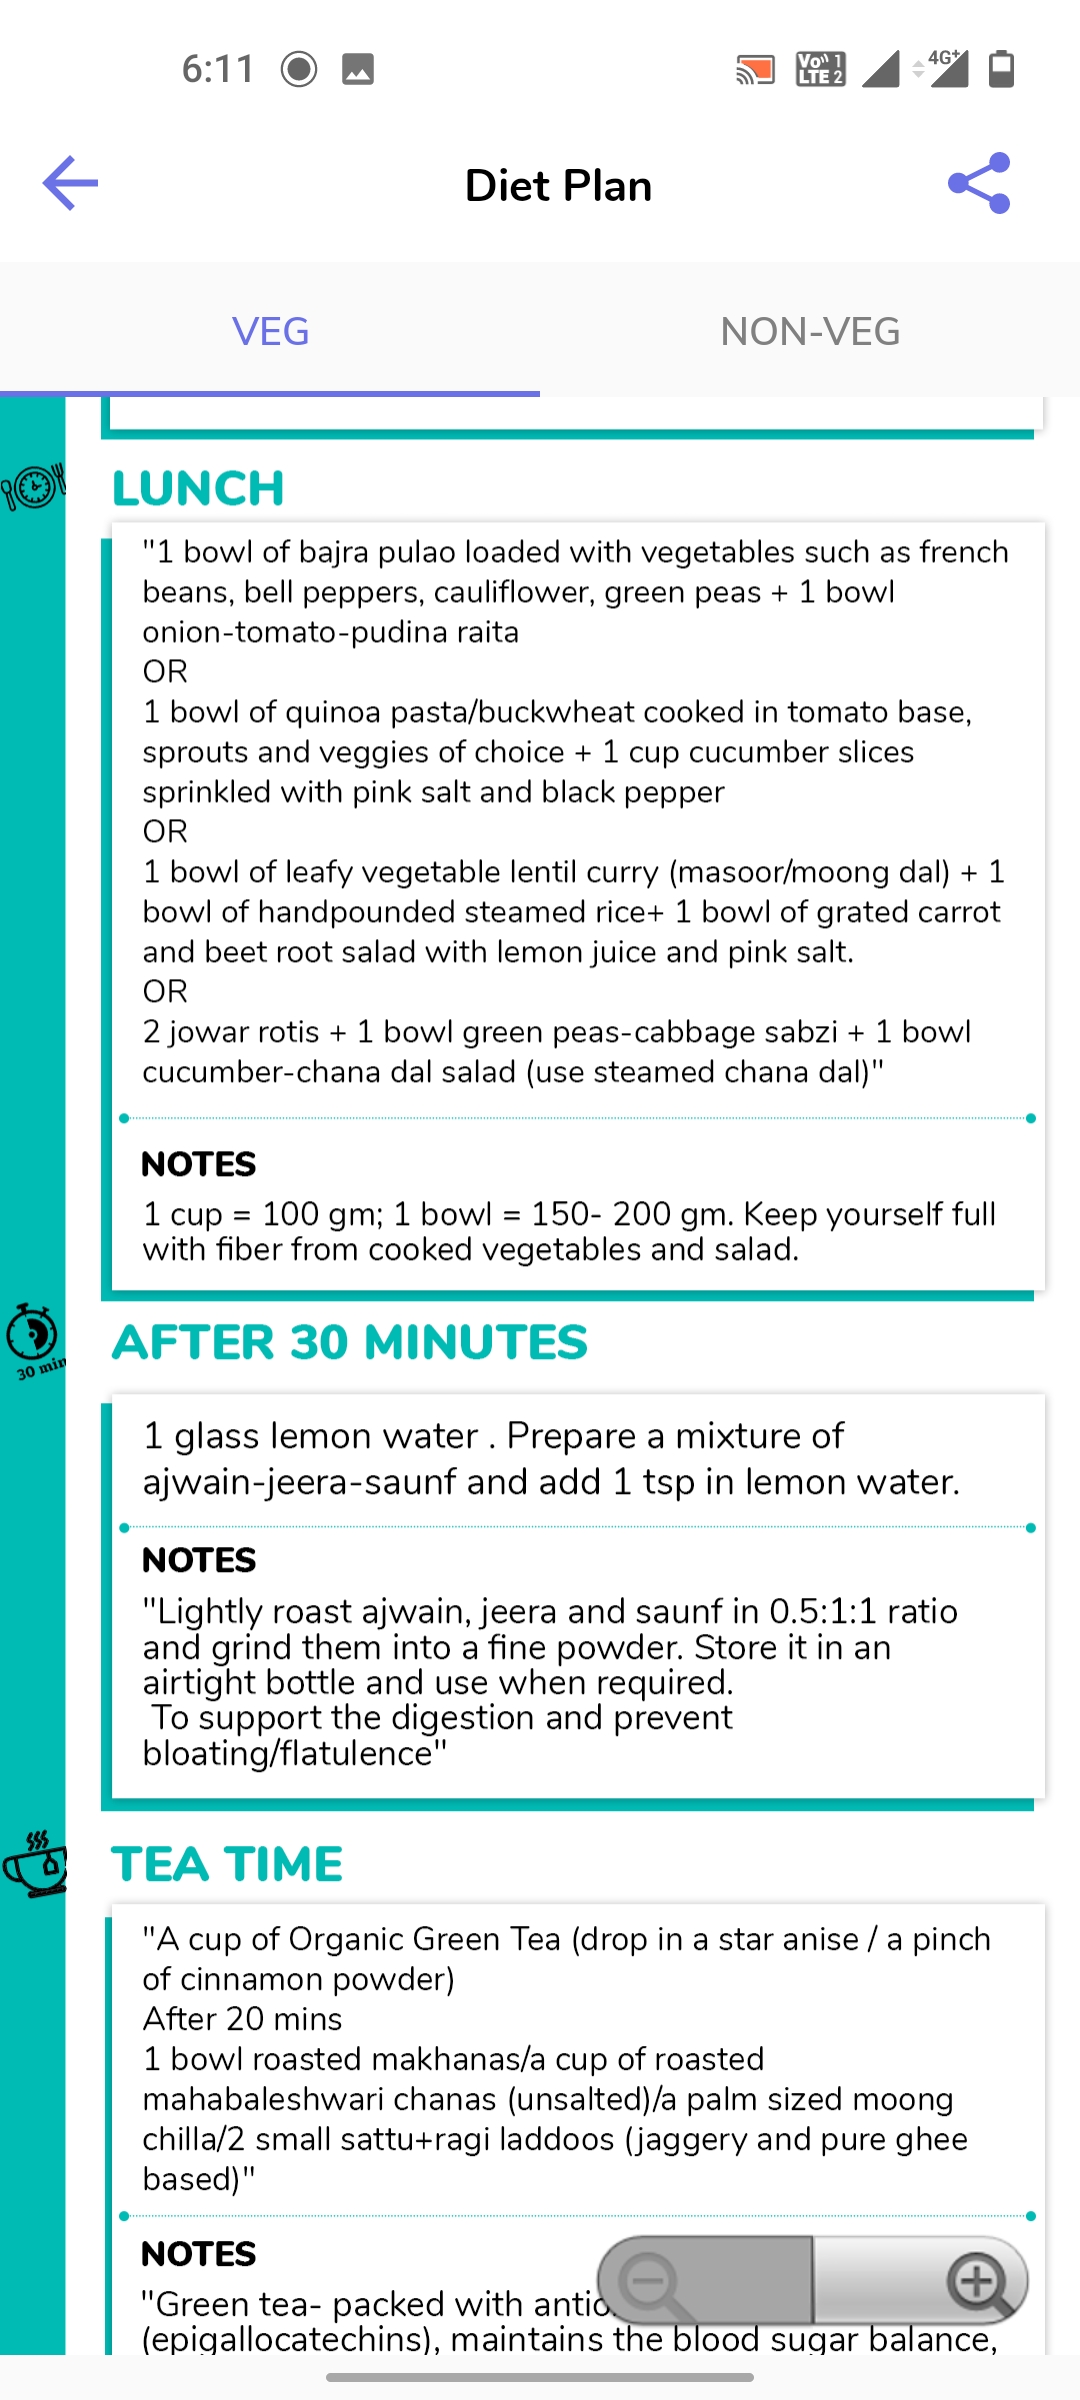 6:11
Vo)) 1
LTE 2
4G+
Diet Plan
VEG
NON-VEG
LUNCH
"1 bowl of bajra pulao loaded with vegetables such as french
beans, bell peppers, cauliflower, green peas + 1 bowl
onion-tomato-pudina raita
OR
1 bowl of quinoa pasta/buckwheat cooked in tomato base,
sprouts and veggies of choice + 1 cup cucumber slices
sprinkled with pink salt and black pepper
OR
1 bowl of leafy vegetable lentil curry (masoor/moong dal) + 1
bowl of handpounded steamed rice+ 1 bowl of grated carrot
and beet root salad with lemon juice and pink salt.
OR
2 jowar rotis + 1 bowl green peas-cabbage sabzi + 1 bowl
cucumber-chana dal salad (use steamed chana dal)"
NOTES
1 cup = 100 gm; 1 bowl = 150- 200 gm. Keep yourself full
with fiber from cooked vegetables and salad.
30 min
AFTER 30 MINUTES
1 glass lemon water . Prepare a mixture of
ajwain-jeera-saunf and add 1 tsp in lemon water.
NOTES
"Lightly roast ajwain, jeera and saunf in 0.5:1:1 ratio
and grind them into a fine powder. Store it in an
airtight bottle and use when required.
To support the digestion and prevent
bloating/flatulence"
TEA TIME
"A cup of Organic Green Tea (drop in a star anise / a pinch
of cinnamon powder)
After 20 mins
1 bowl roasted makhanas/a cup of roasted
mahabaleshwari chanas (unsalted)/a palm sized moong
chilla/2 small sattu+ragi laddoos (jaggery and pure ghee
based)"
NOTES
"Green tea- packed with
(epigallocatechins), maintains the blood sugar balance,